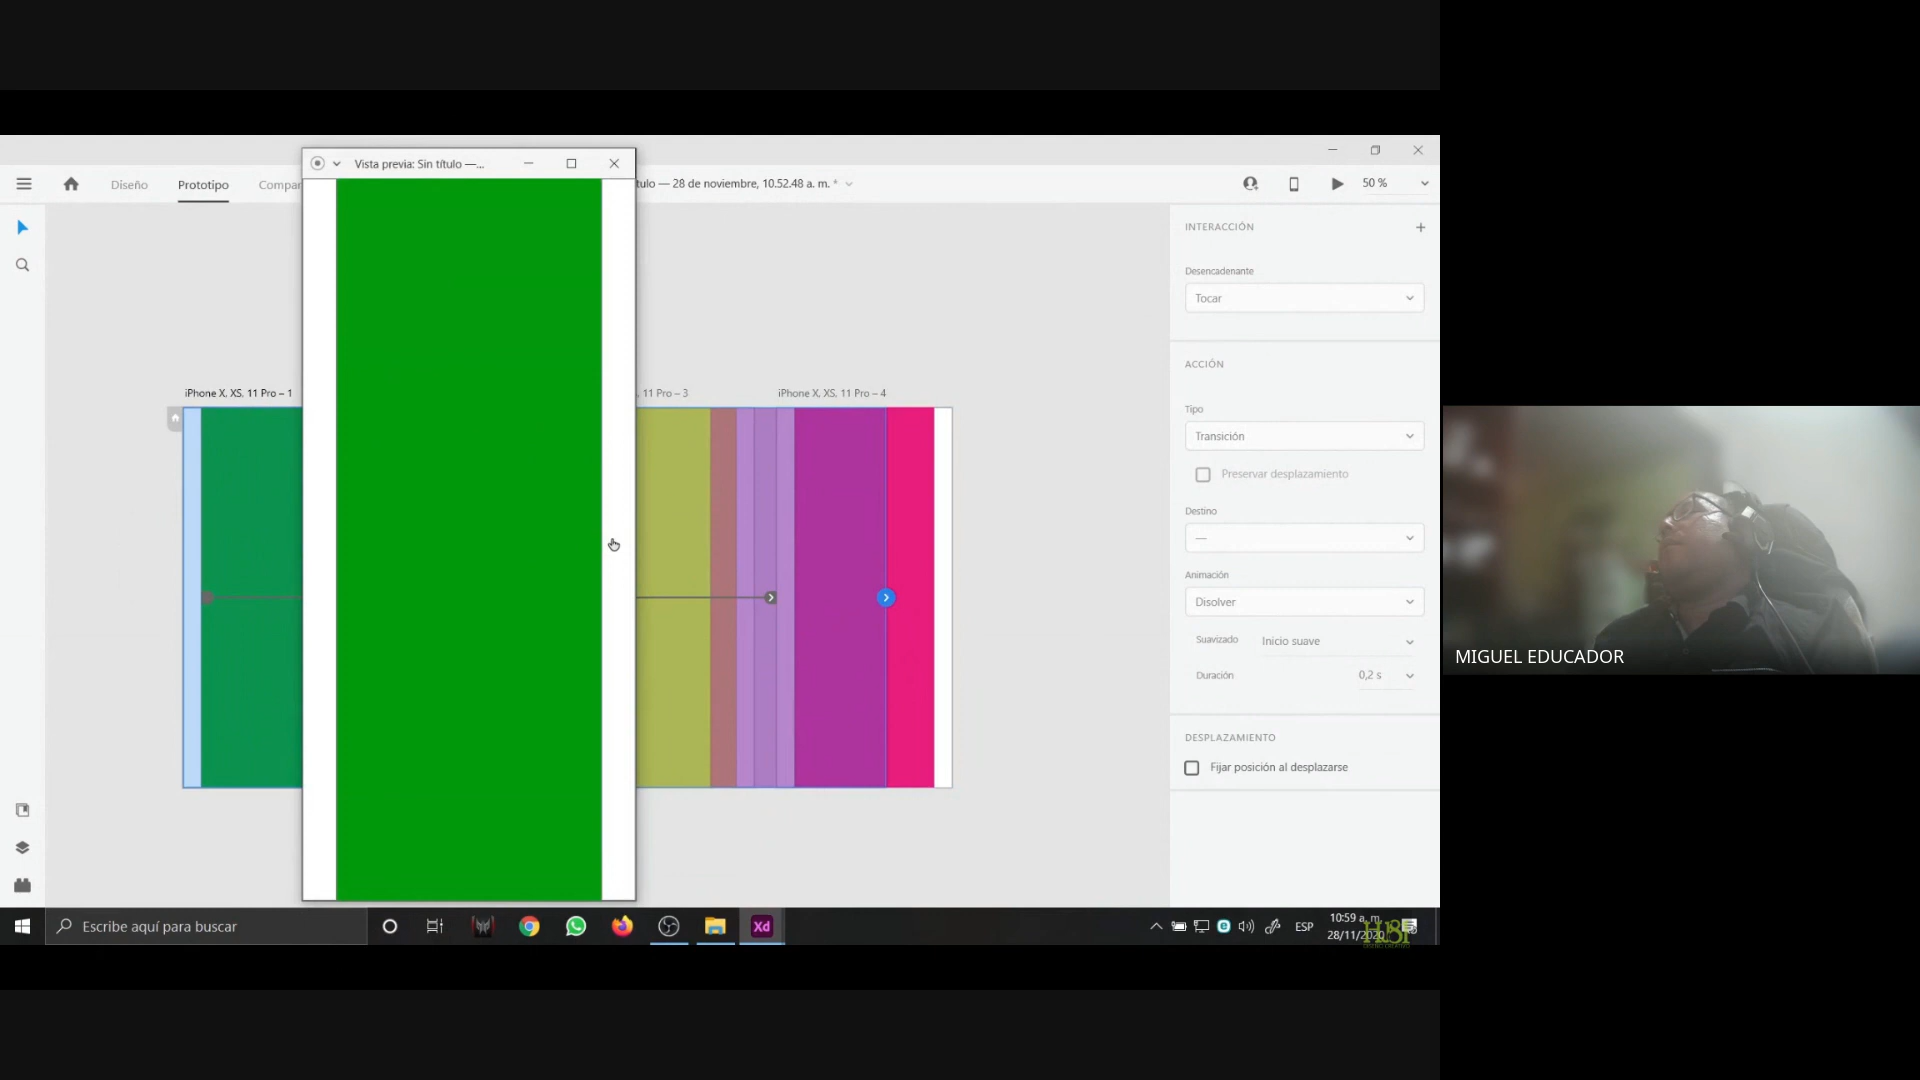 Vista previa: Sin título —...
Diseño
Prototipo
Compar
tulo — 28 de noviembre, 10.52.48 a. m. *
50 %
INTERACCIÓN
Desencadenante
Tocar
ACCIÓN
Tipo
Transición
Preservar desplazamiento
Destino
—
Animación
Disolver
Suavizado
Inicio suave
Duración
0,2 s
DESPLAZAMIENTO
Fijar posición al desplazarse
iPhone X, XS, 11 Pro – 1
, 11 Pro – 3
iPhone X, XS, 11 Pro – 4
MIGUEL EDUCADOR
Escribe aquí para buscar
Xd
ESP
10:59 a. m.
28/11/2020